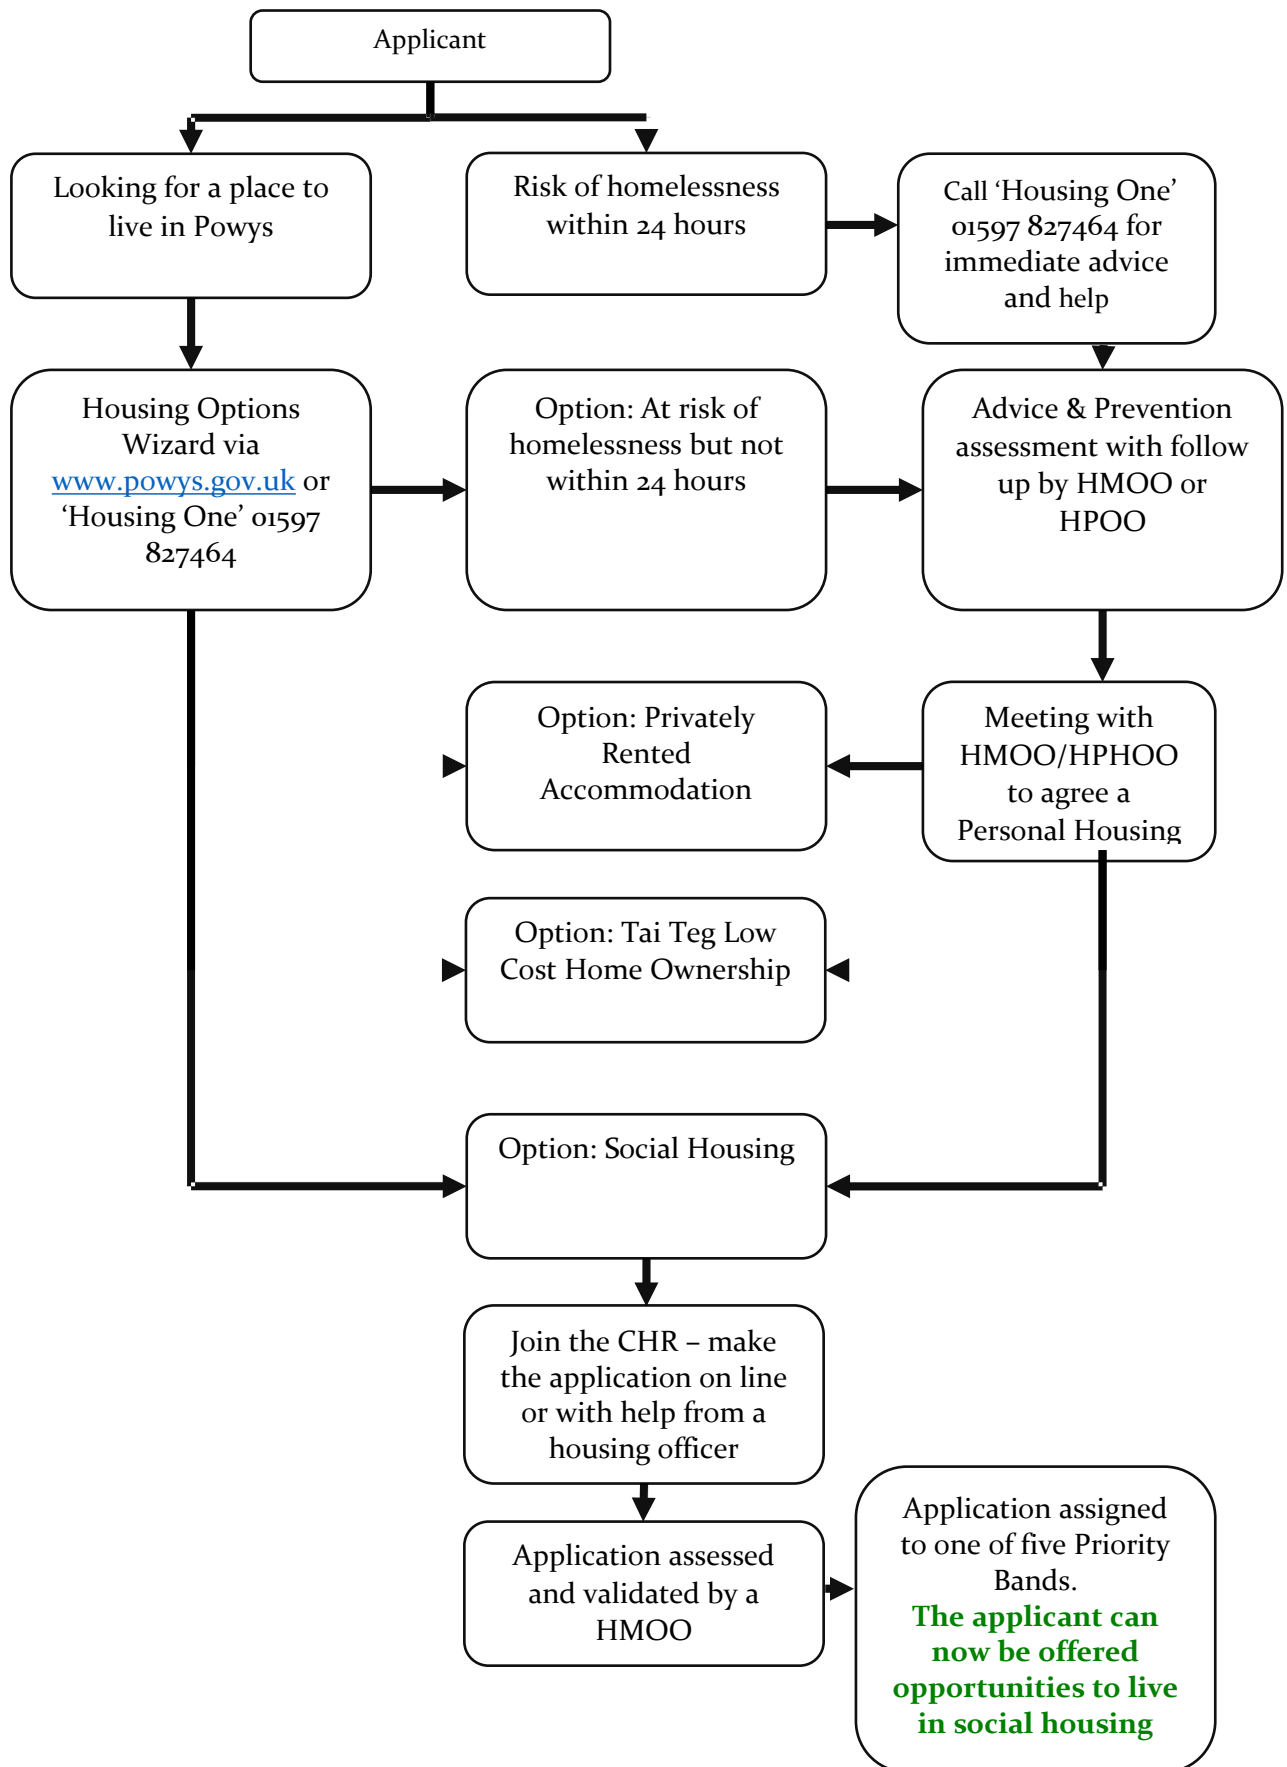 Applicant
Looking for a place to
live in Powys
Risk of homelessness
within 24 hours
Call ‘Housing One’
01597 827464 for
immediate advice
and help
Housing Options
Wizard via
www.powys.gov.uk or
‘Housing One’ 01597
827464
Option: At risk of
homelessness but not
within 24 hours
Advice & Prevention
assessment with follow
up by HMOO or
HPOO
Option: Privately
Rented
Accommodation
Meeting with
HMOO/HPHOO
to agree a
Personal Housing
Option: Tai Teg Low
Cost Home Ownership
Option: Social Housing
Join the CHR – make
the application on line
or with help from a
housing officer
Application assessed
and validated by a
HMOO
Application assigned
to one of five Priority
Bands.
The applicant can
now be offered
opportunities to live
in social housing